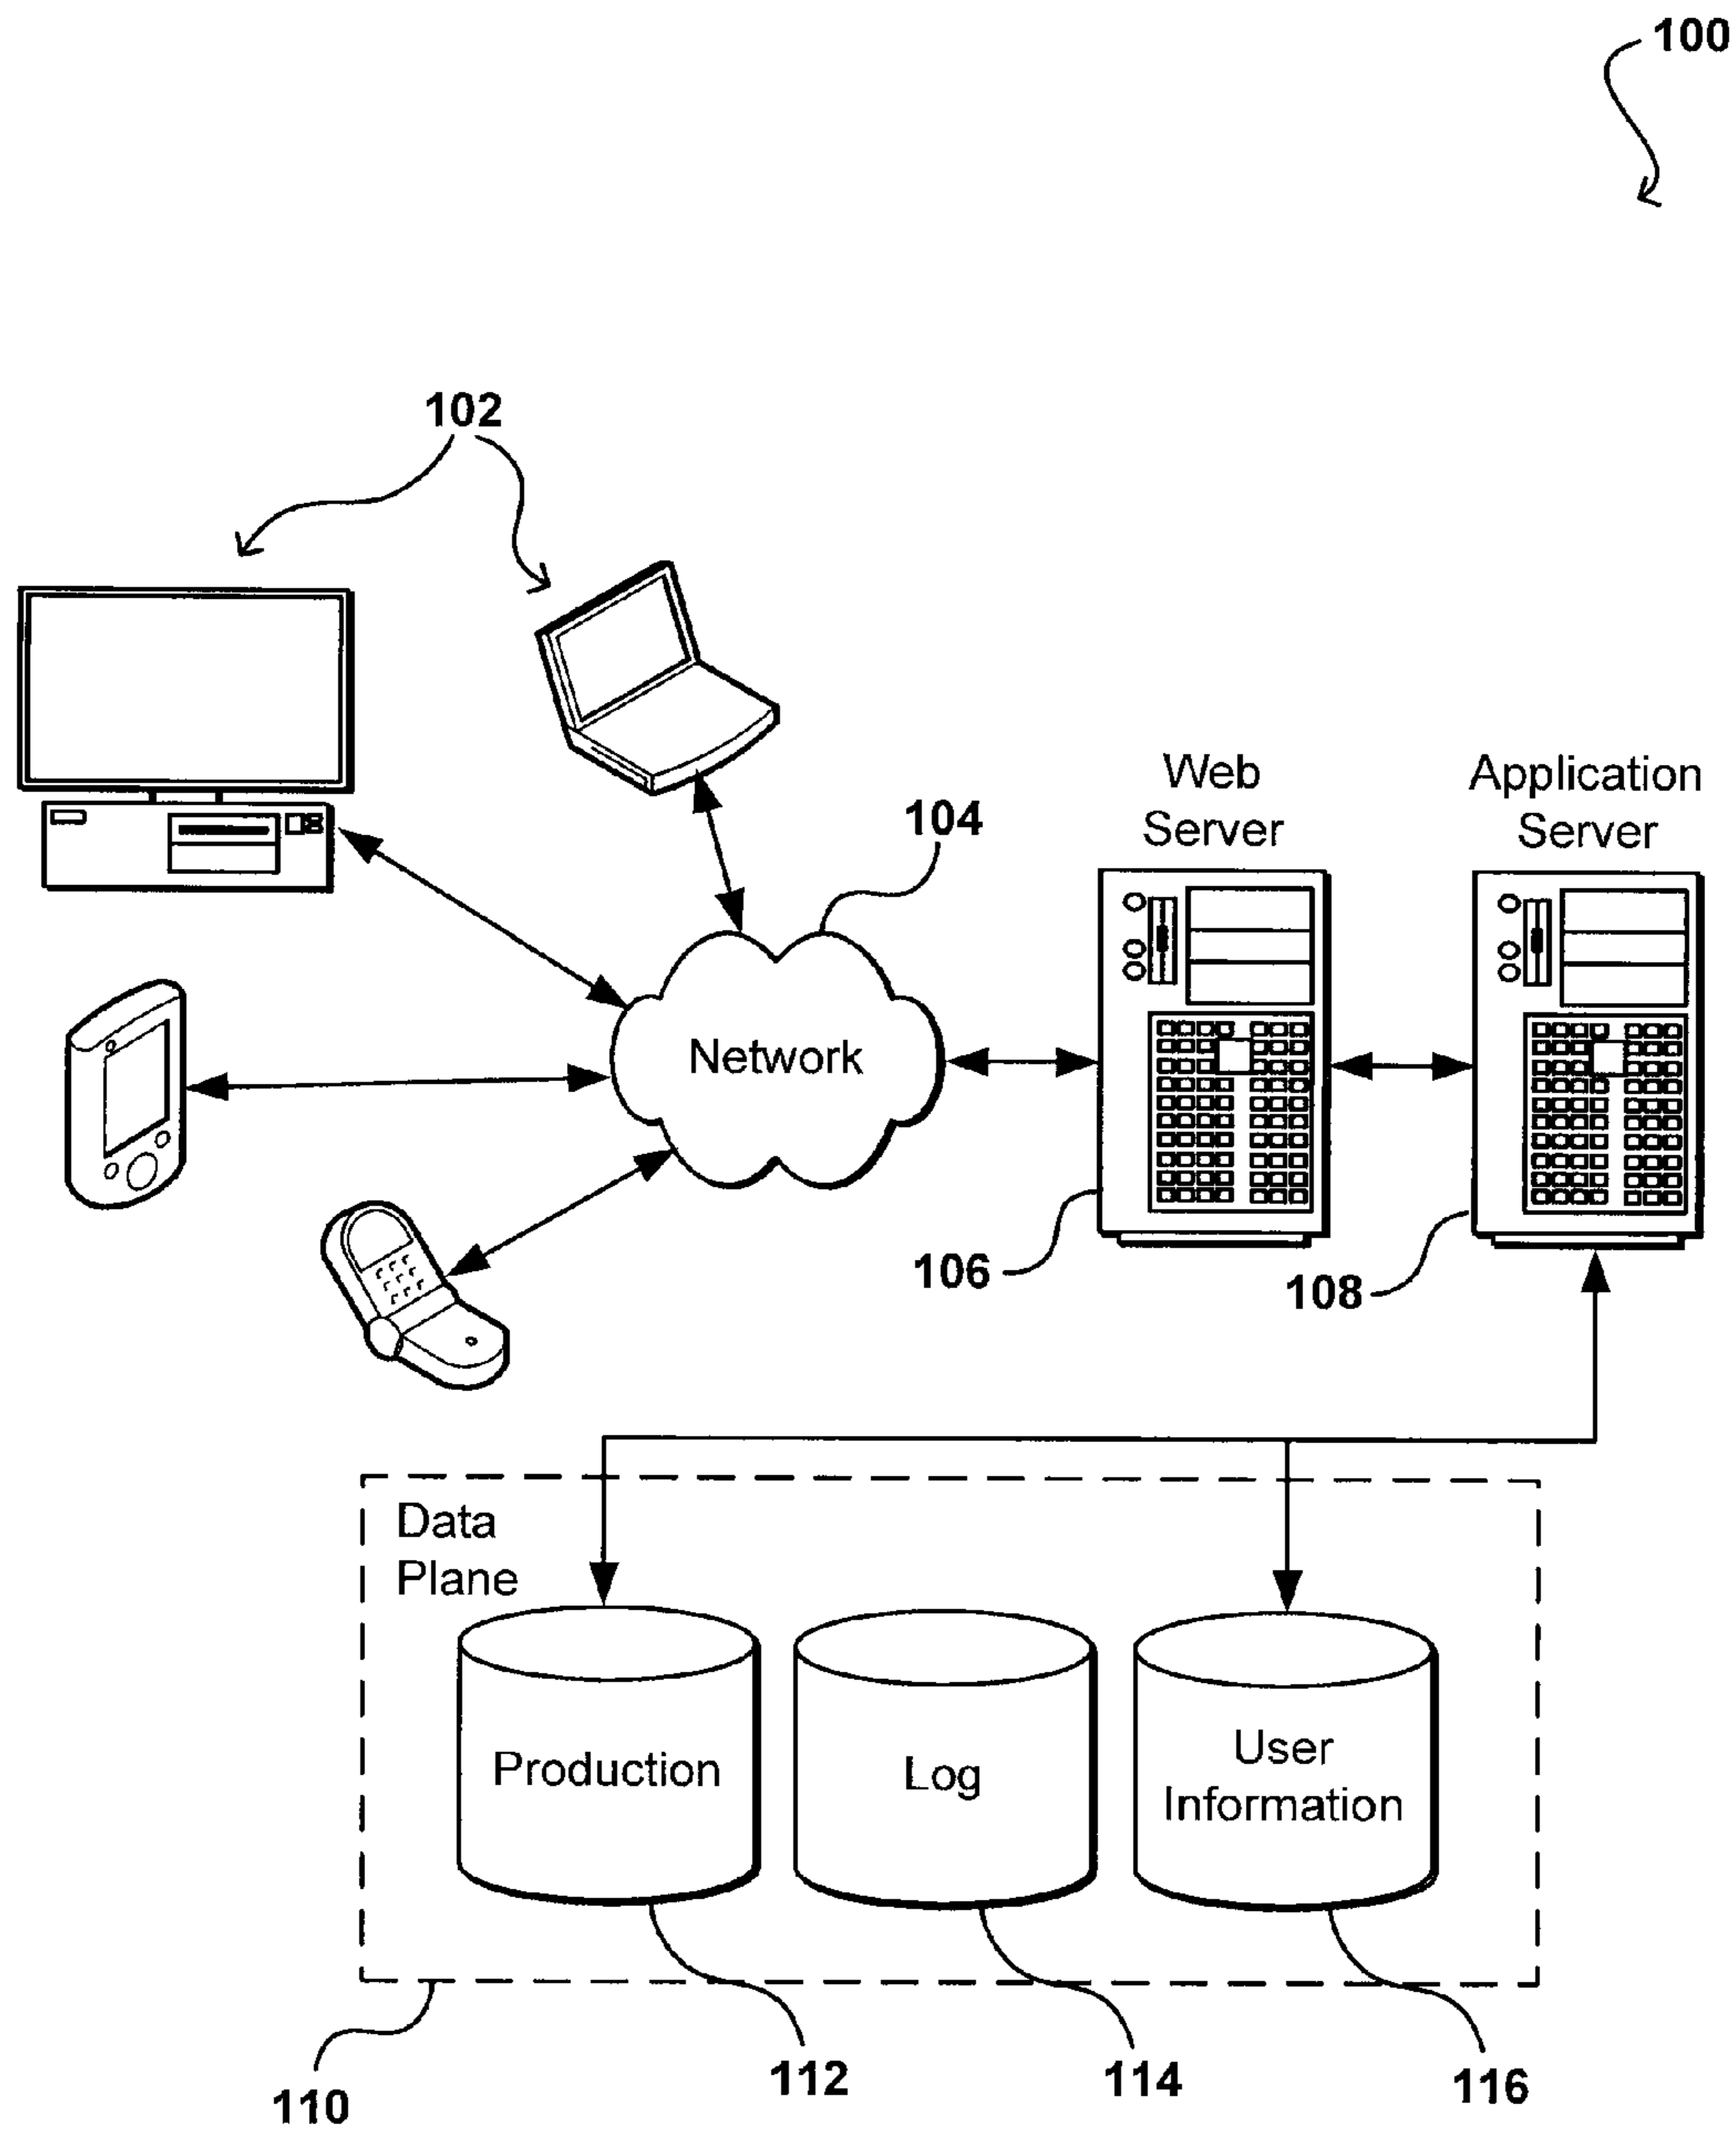 100
102
Web
Server
Application
Server
104
Network
106
108
Data
Plane
Production
Log
User
Information
110
112
114
116